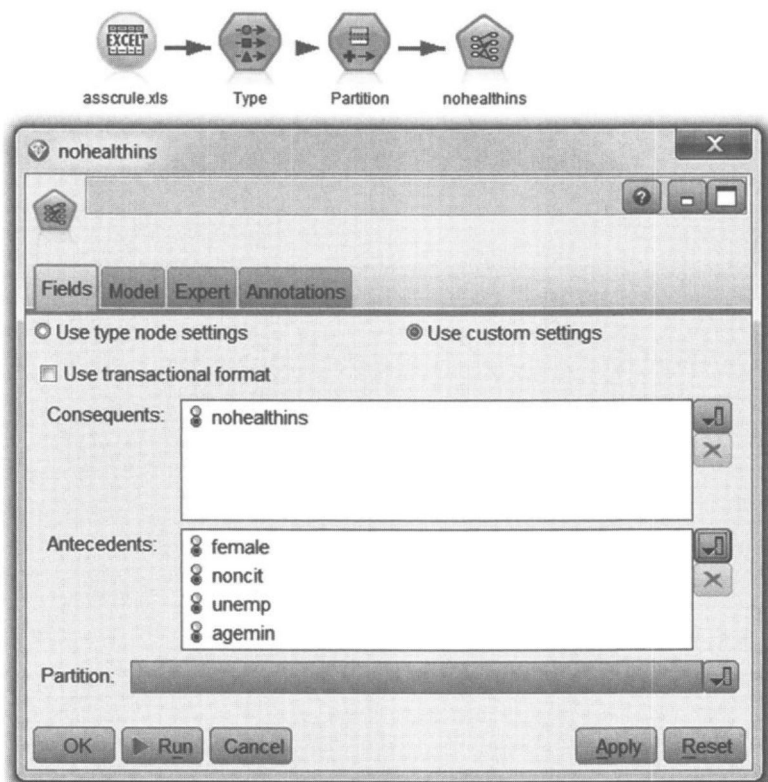 EXCEL
asscrule.xls Type Partition nohealthins
nohealthins
X
?
Fields Model Expert Annotations
Use type node settings Use custom settings
Use transactional format
Consequents: nohealthins
Antecedents: female
noncit
unemp
agemin
Partition:
OK Run Cancel Apply Reset